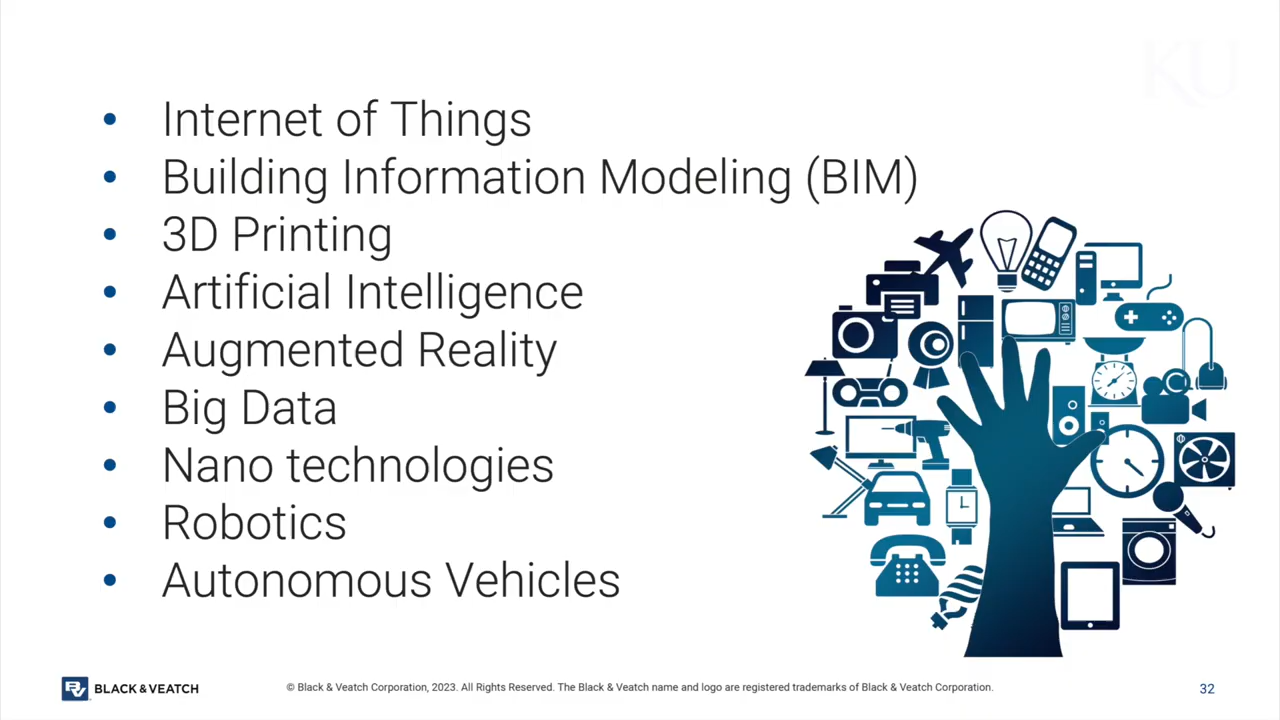 KU
• Internet of Things
• Building Information Modeling (BIM)
• 3D Printing
• Artificial Intelligence
• Augmented Reality
• Big Data
• Nano technologies
• Robotics
• Autonomous Vehicles
BV BLACK & VEATCH
© Black & Veatch Corporation, 2023. All Rights Reserved. The Black & Veatch name and logo are registered trademarks of Black & Veatch Corporation.
32